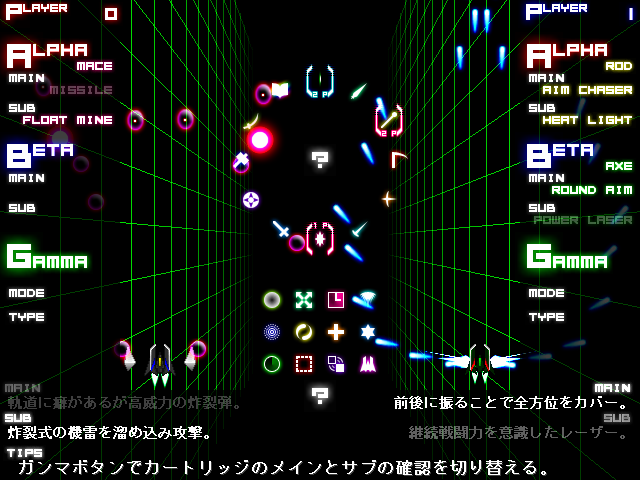 PLAYER 0
ALPHA
MACE
MAIN
MISSILE
SUB
FLOAT MINE
BETA
MAIN
SUB
GAMMA
MODE
TYPE
2P
?
2P
1P
?
PLAYER 1
ALPHA
ROD
MAIN
AIM CHASER
SUB
HEAT LIGHT
BETA
AXE
MAIN
ROUND AIM
SUB
POWER LASER
GAMMA
MODE
TYPE
MAIN
軌道に癖があるが高威力の炸裂弾。
SUB
炸裂式の機雷を溜め込み攻撃。
MAIN
前後に振ることで全方位をカバー。
SUB
継続戦闘力を意識したレーザー。
TIPS
ガンマボタンでカートリッジのメインとサブの確認を切り替える。